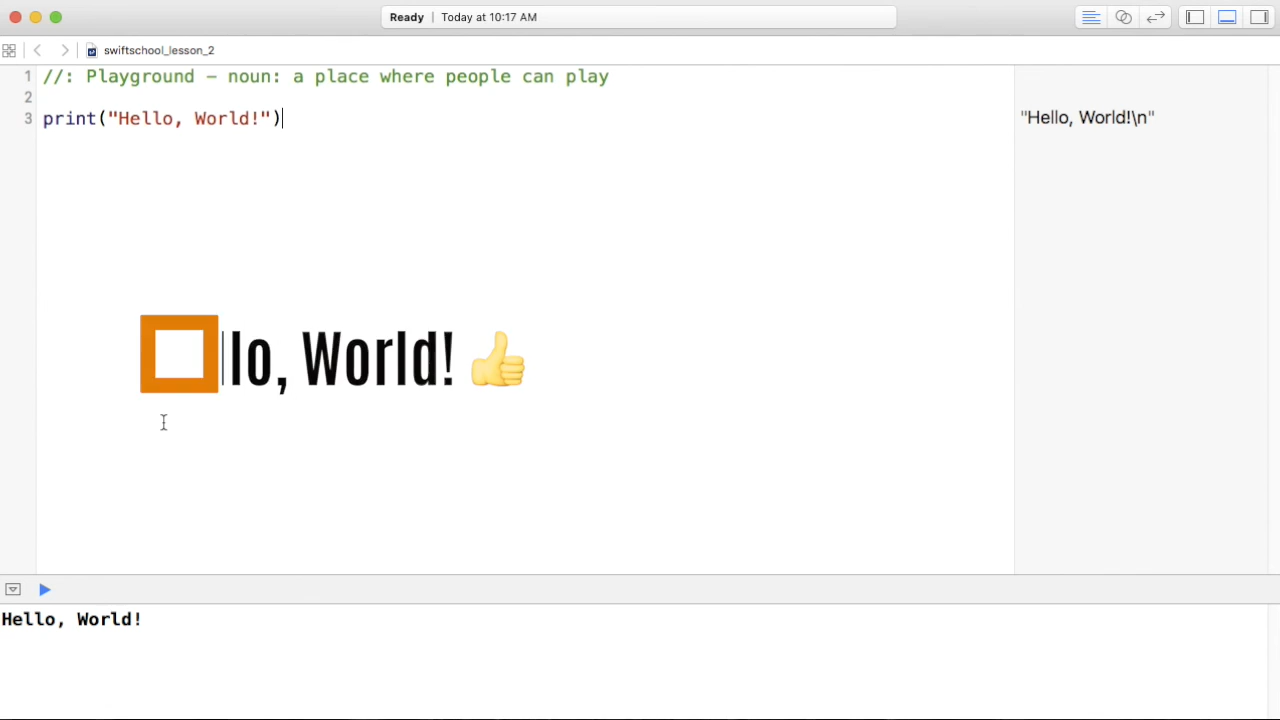 Ready | Today at 10:17 AM
swiftschool_lesson_2
1 //: Playground – noun: a place where people can play
2
3 print("Hello, World!") "Hello, World!\n"
lo, World! 👍
Hello, World!